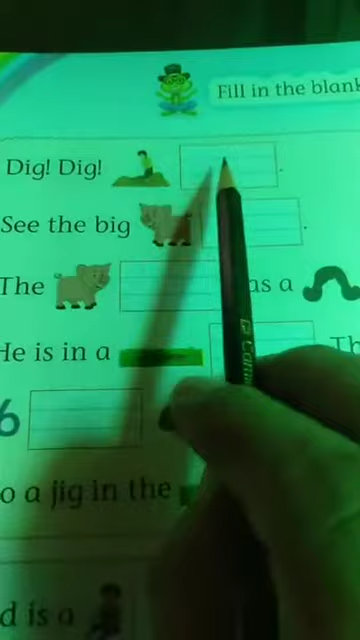 Fill in the blank
Dig! Dig! .
See the big .
The as a
He is in a Th
6
o a jig in the
d is a